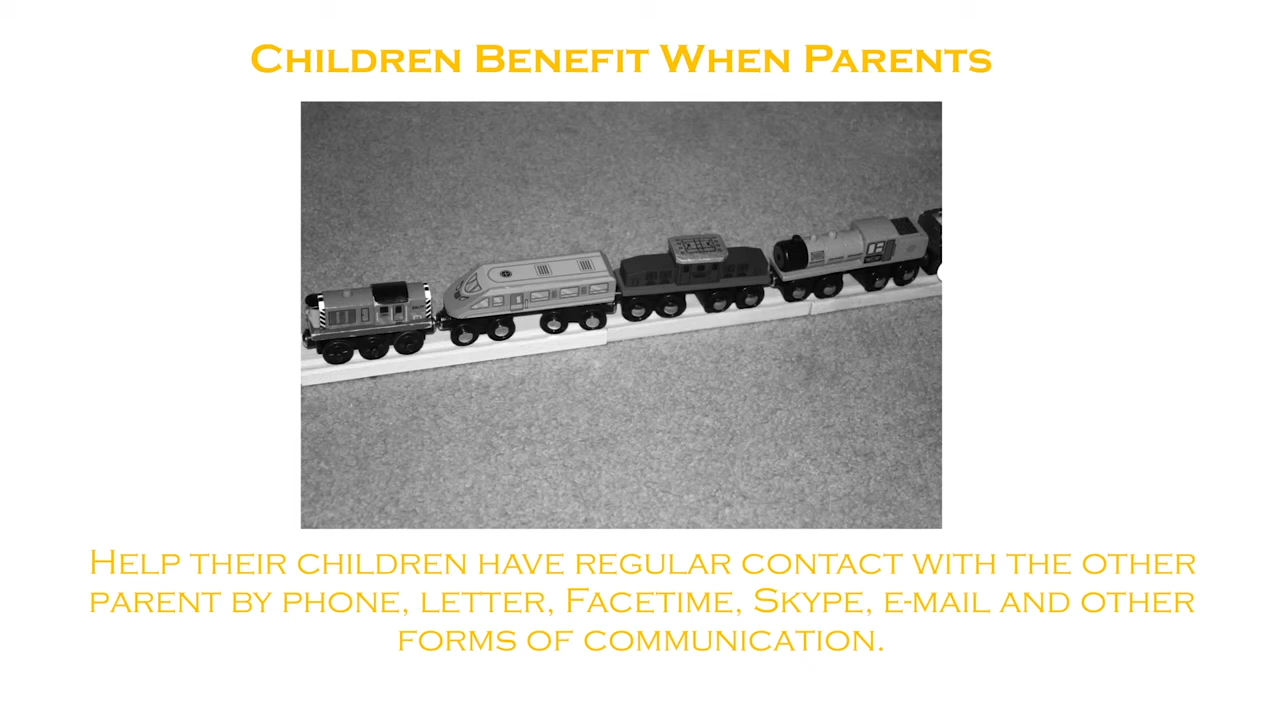 Children Benefit When Parents
Help their children have regular contact with the other
parent by phone, letter, Facetime, Skype, e-mail and other
forms of communication.